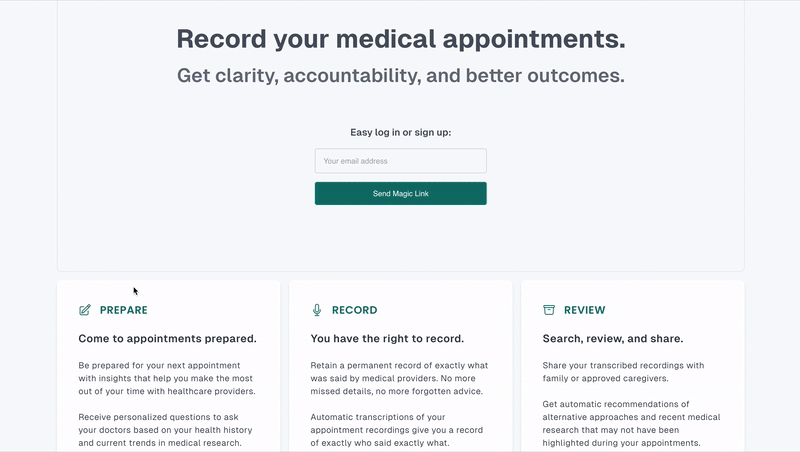 Record your medical appointments.
Get clarity, accountability, and better outcomes.
Easy log in or sign up:
Your email address
Send Magic Link
PREPARE
Come to appointments prepared.
Be prepared for your next appointment
with insights that help you make the most
out of your time with healthcare providers.
Receive personalized questions to ask
your doctors based on your health history
and current trends in medical research.
RECORD
You have the right to record.
Retain a permanent record of exactly what
was said by medical providers. No more
missed details, no more forgotten advice.
Automatic transcriptions of your
appointment recordings give you a record
of exactly who said exactly what.
REVIEW
Search, review, and share.
Share your transcribed recordings with
family or approved caregivers.
Get automatic recommendations of
alternative approaches and recent medical
research that may not have been
highlighted during your appointments.